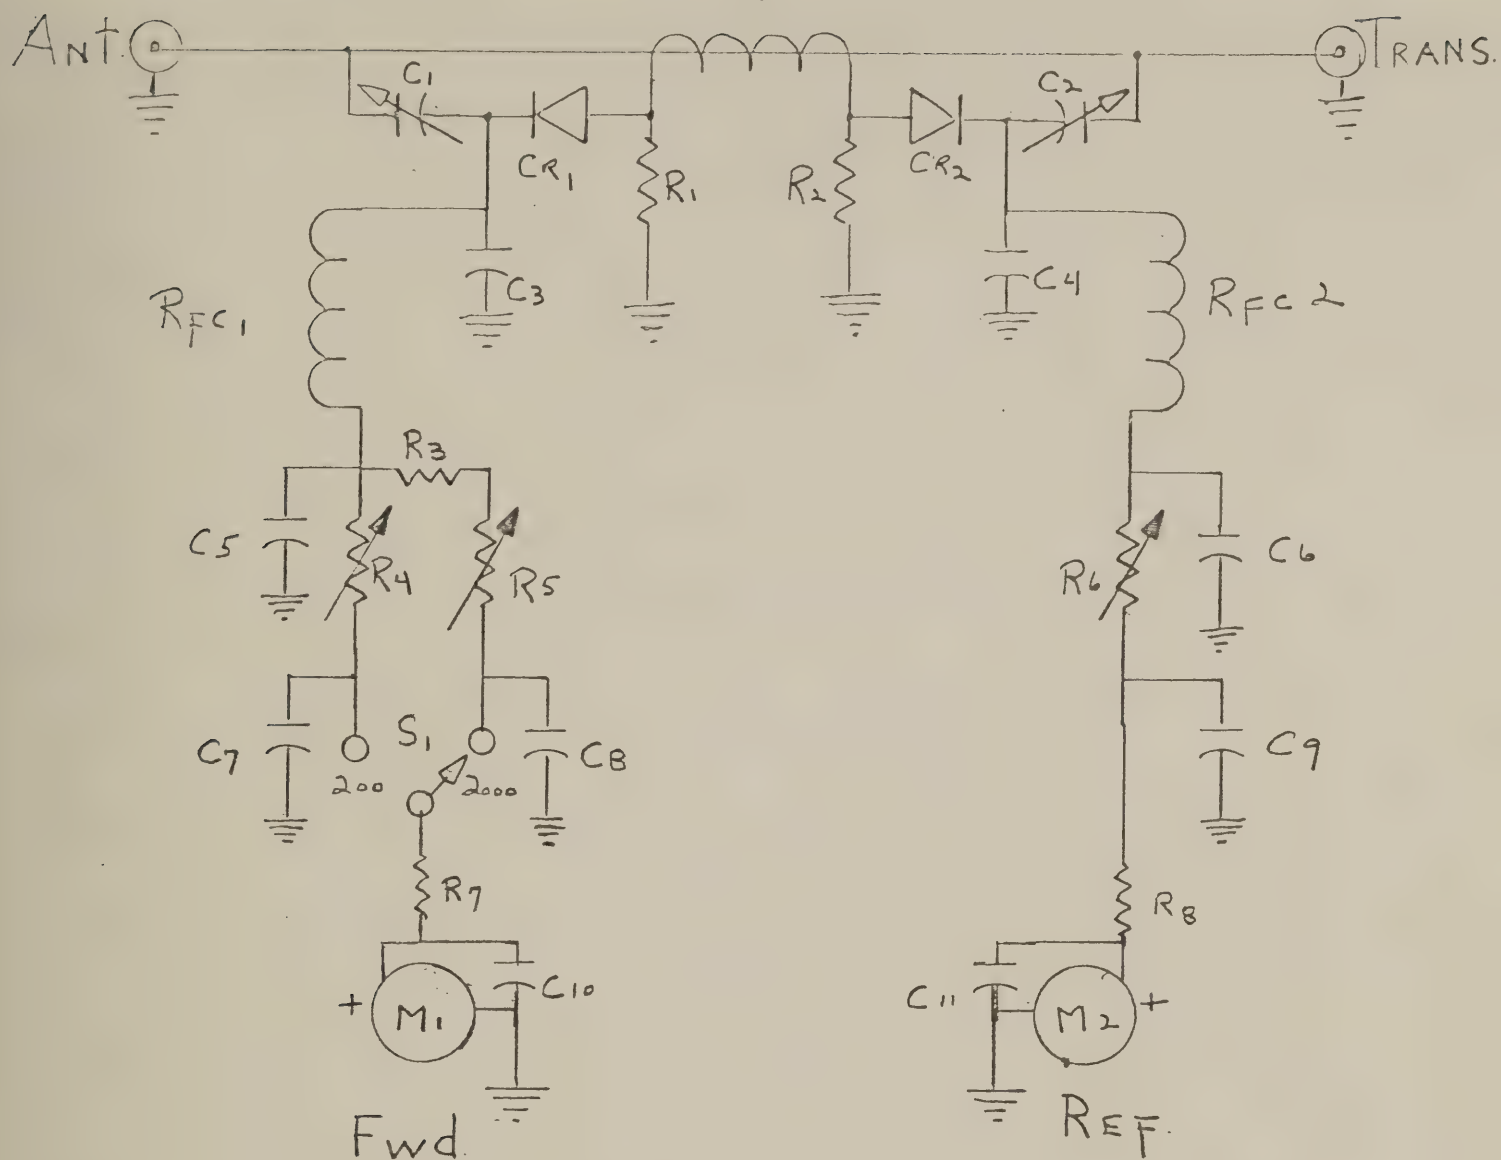 ANT.
TRANS.
C1
C2
CR1
R1
R2
CR2
C3
C4
RFC1
RFC2
R3
C5
R4
R5
R6
C6
C7
S1
C8
C9
200
2000
R7
R8
C10
C11
+
M1
M2
+
Fwd.
REF.